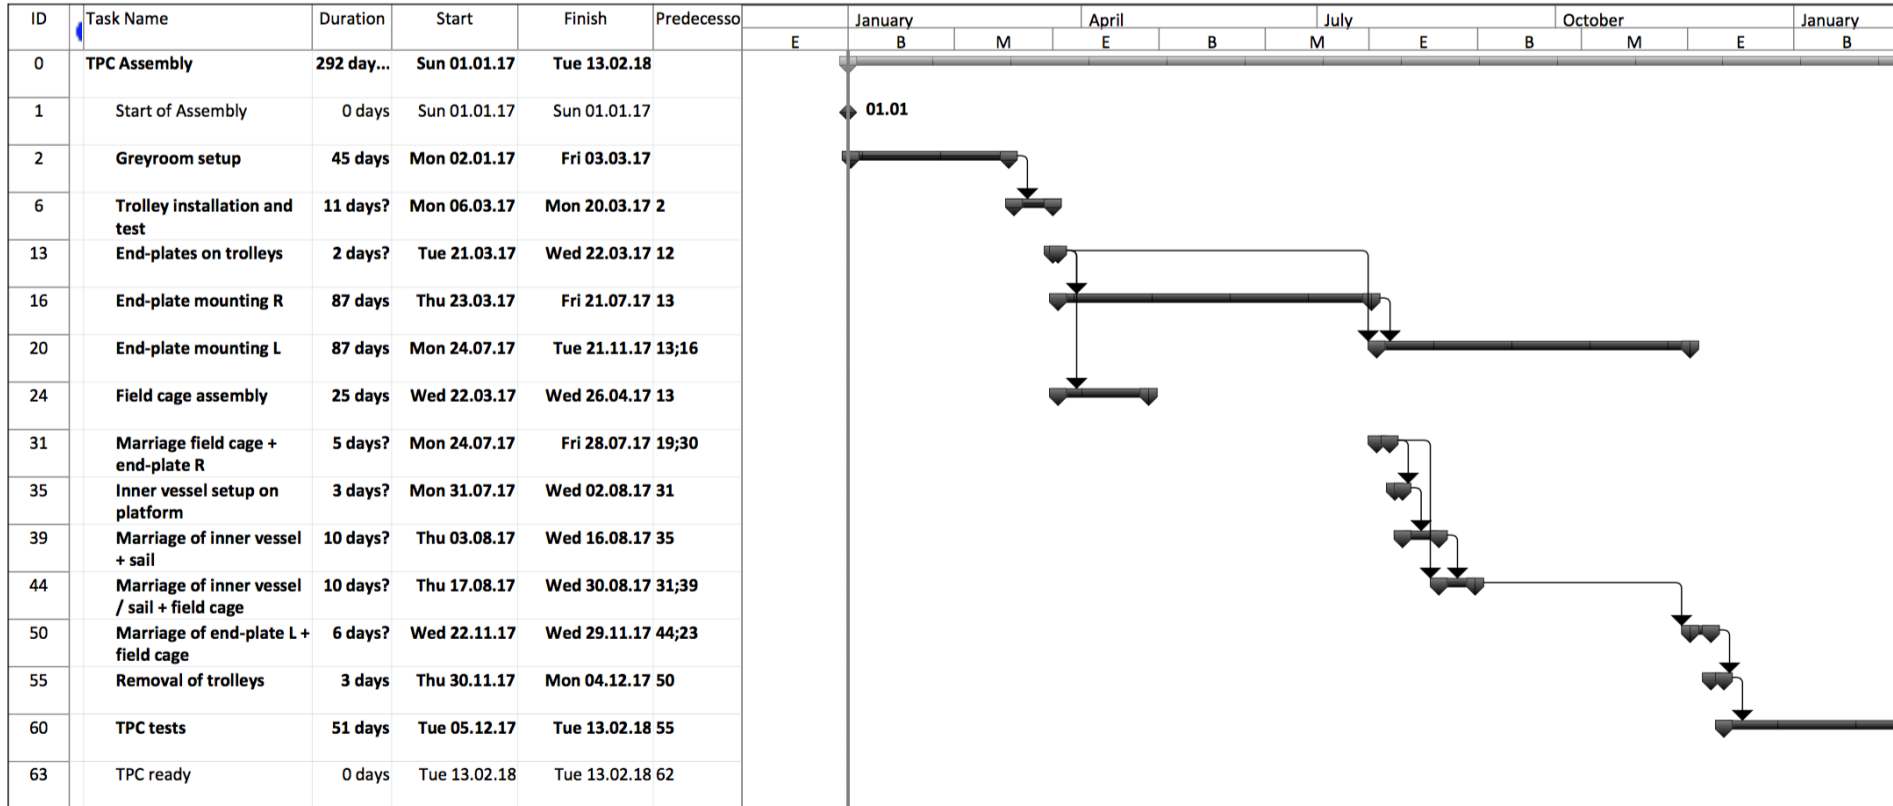 ID Task Name Duration Start Finish Predecesso January April July October January
E B M E B M E B M E B
0 TPC Assembly 292 day... Sun 01.01.17 Tue 13.02.18
1 Start of Assembly 0 days Sun 01.01.17 Sun 01.01.17 01.01
2 Greyroom setup 45 days Mon 02.01.17 Fri 03.03.17
6 Trolley installation and 11 days? Mon 06.03.17 Mon 20.03.17 2
test
13 End-plates on trolleys 2 days? Tue 21.03.17 Wed 22.03.17 12
16 End-plate mounting R 87 days Thu 23.03.17 Fri 21.07.17 13
20 End-plate mounting L 87 days Mon 24.07.17 Tue 21.11.17 13;16
24 Field cage assembly 25 days Wed 22.03.17 Wed 26.04.17 13
31 Marriage field cage + 5 days? Mon 24.07.17 Fri 28.07.17 19;30
end-plate R
35 Inner vessel setup on 3 days? Mon 31.07.17 Wed 02.08.17 31
platform
39 Marriage of inner vessel 10 days? Thu 03.08.17 Wed 16.08.17 35
+ sail
44 Marriage of inner vessel 10 days? Thu 17.08.17 Wed 30.08.17 31;39
/ sail + field cage
50 Marriage of end-plate L + 6 days? Wed 22.11.17 Wed 29.11.17 44;23
field cage
55 Removal of trolleys 3 days Thu 30.11.17 Mon 04.12.17 50
60 TPC tests 51 days Tue 05.12.17 Tue 13.02.18 55
63 TPC ready 0 days Tue 13.02.18 Tue 13.02.18 62